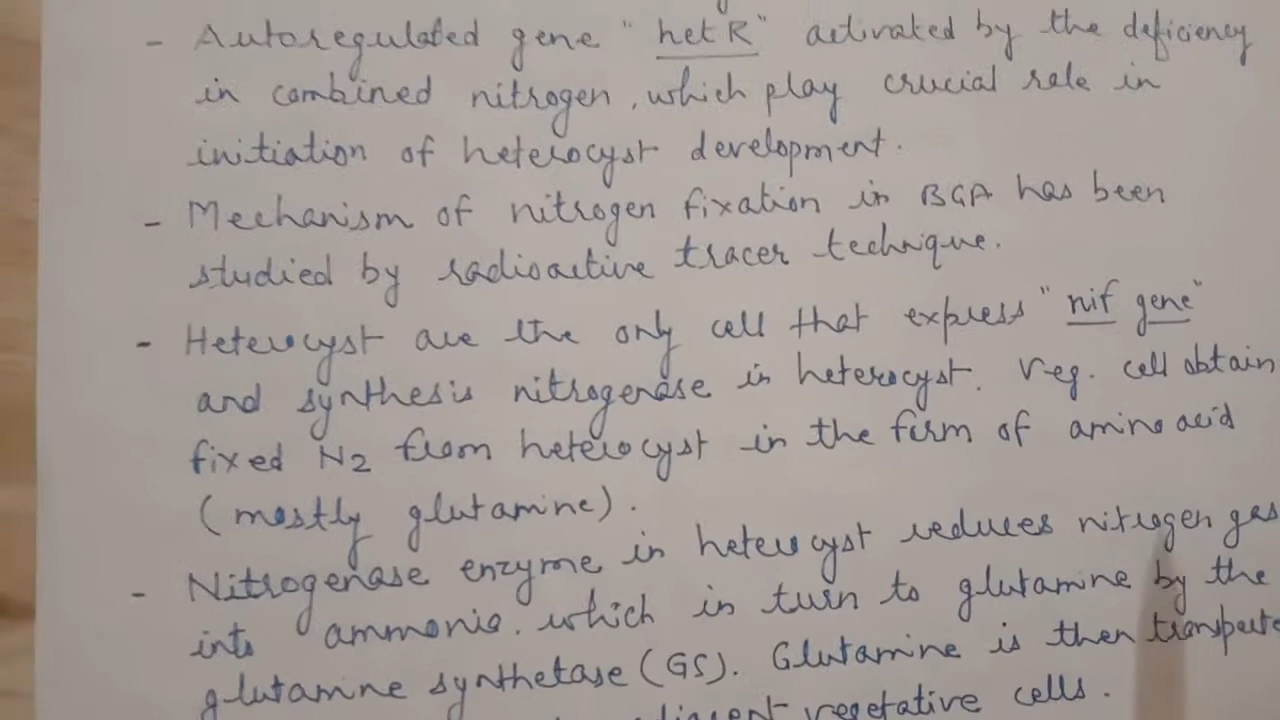 - Autoregulated gene "het R" activated by the deficiency
in combined nitrogen, which play crucial role in
initiation of heterocyst development.
- Mechanism of nitrogen fixation in BGA has been
studied by radioactive tracer technique.
- Heterocyst are the only cell that express "nif gene"
and synthesis nitrogenase in heterocyst. Veg. cell obtain
fixed N2 from heterocyst in the form of amino acid
(mostly glutamine).
- Nitrogenase enzyme in heterocyst reduces nitrogen gas
into ammonia, which in turn to glutamine by the
glutamine synthetase (GS). Glutamine is then transporte
vegetative cells.